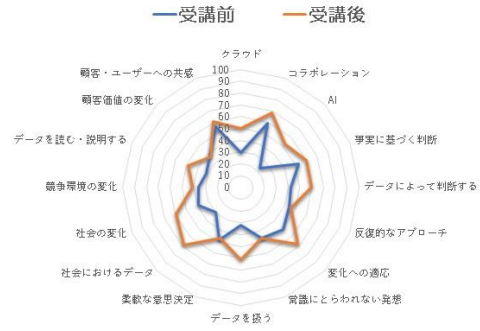 受講前
受講後
クラウド
コラボレーション
AI
事実に基づく判断
データによって判断する
反復的なアプローチ
変化への適応
常識にとらわれない発想
データを扱う
柔軟な意思決定
社会におけるデータ
社会の変化
競争環境の変化
データを読む・説明する
顧客価値の変化
顧客・ユーザーへの共感
100
90
80
70
60
50
40
30
20
10
0